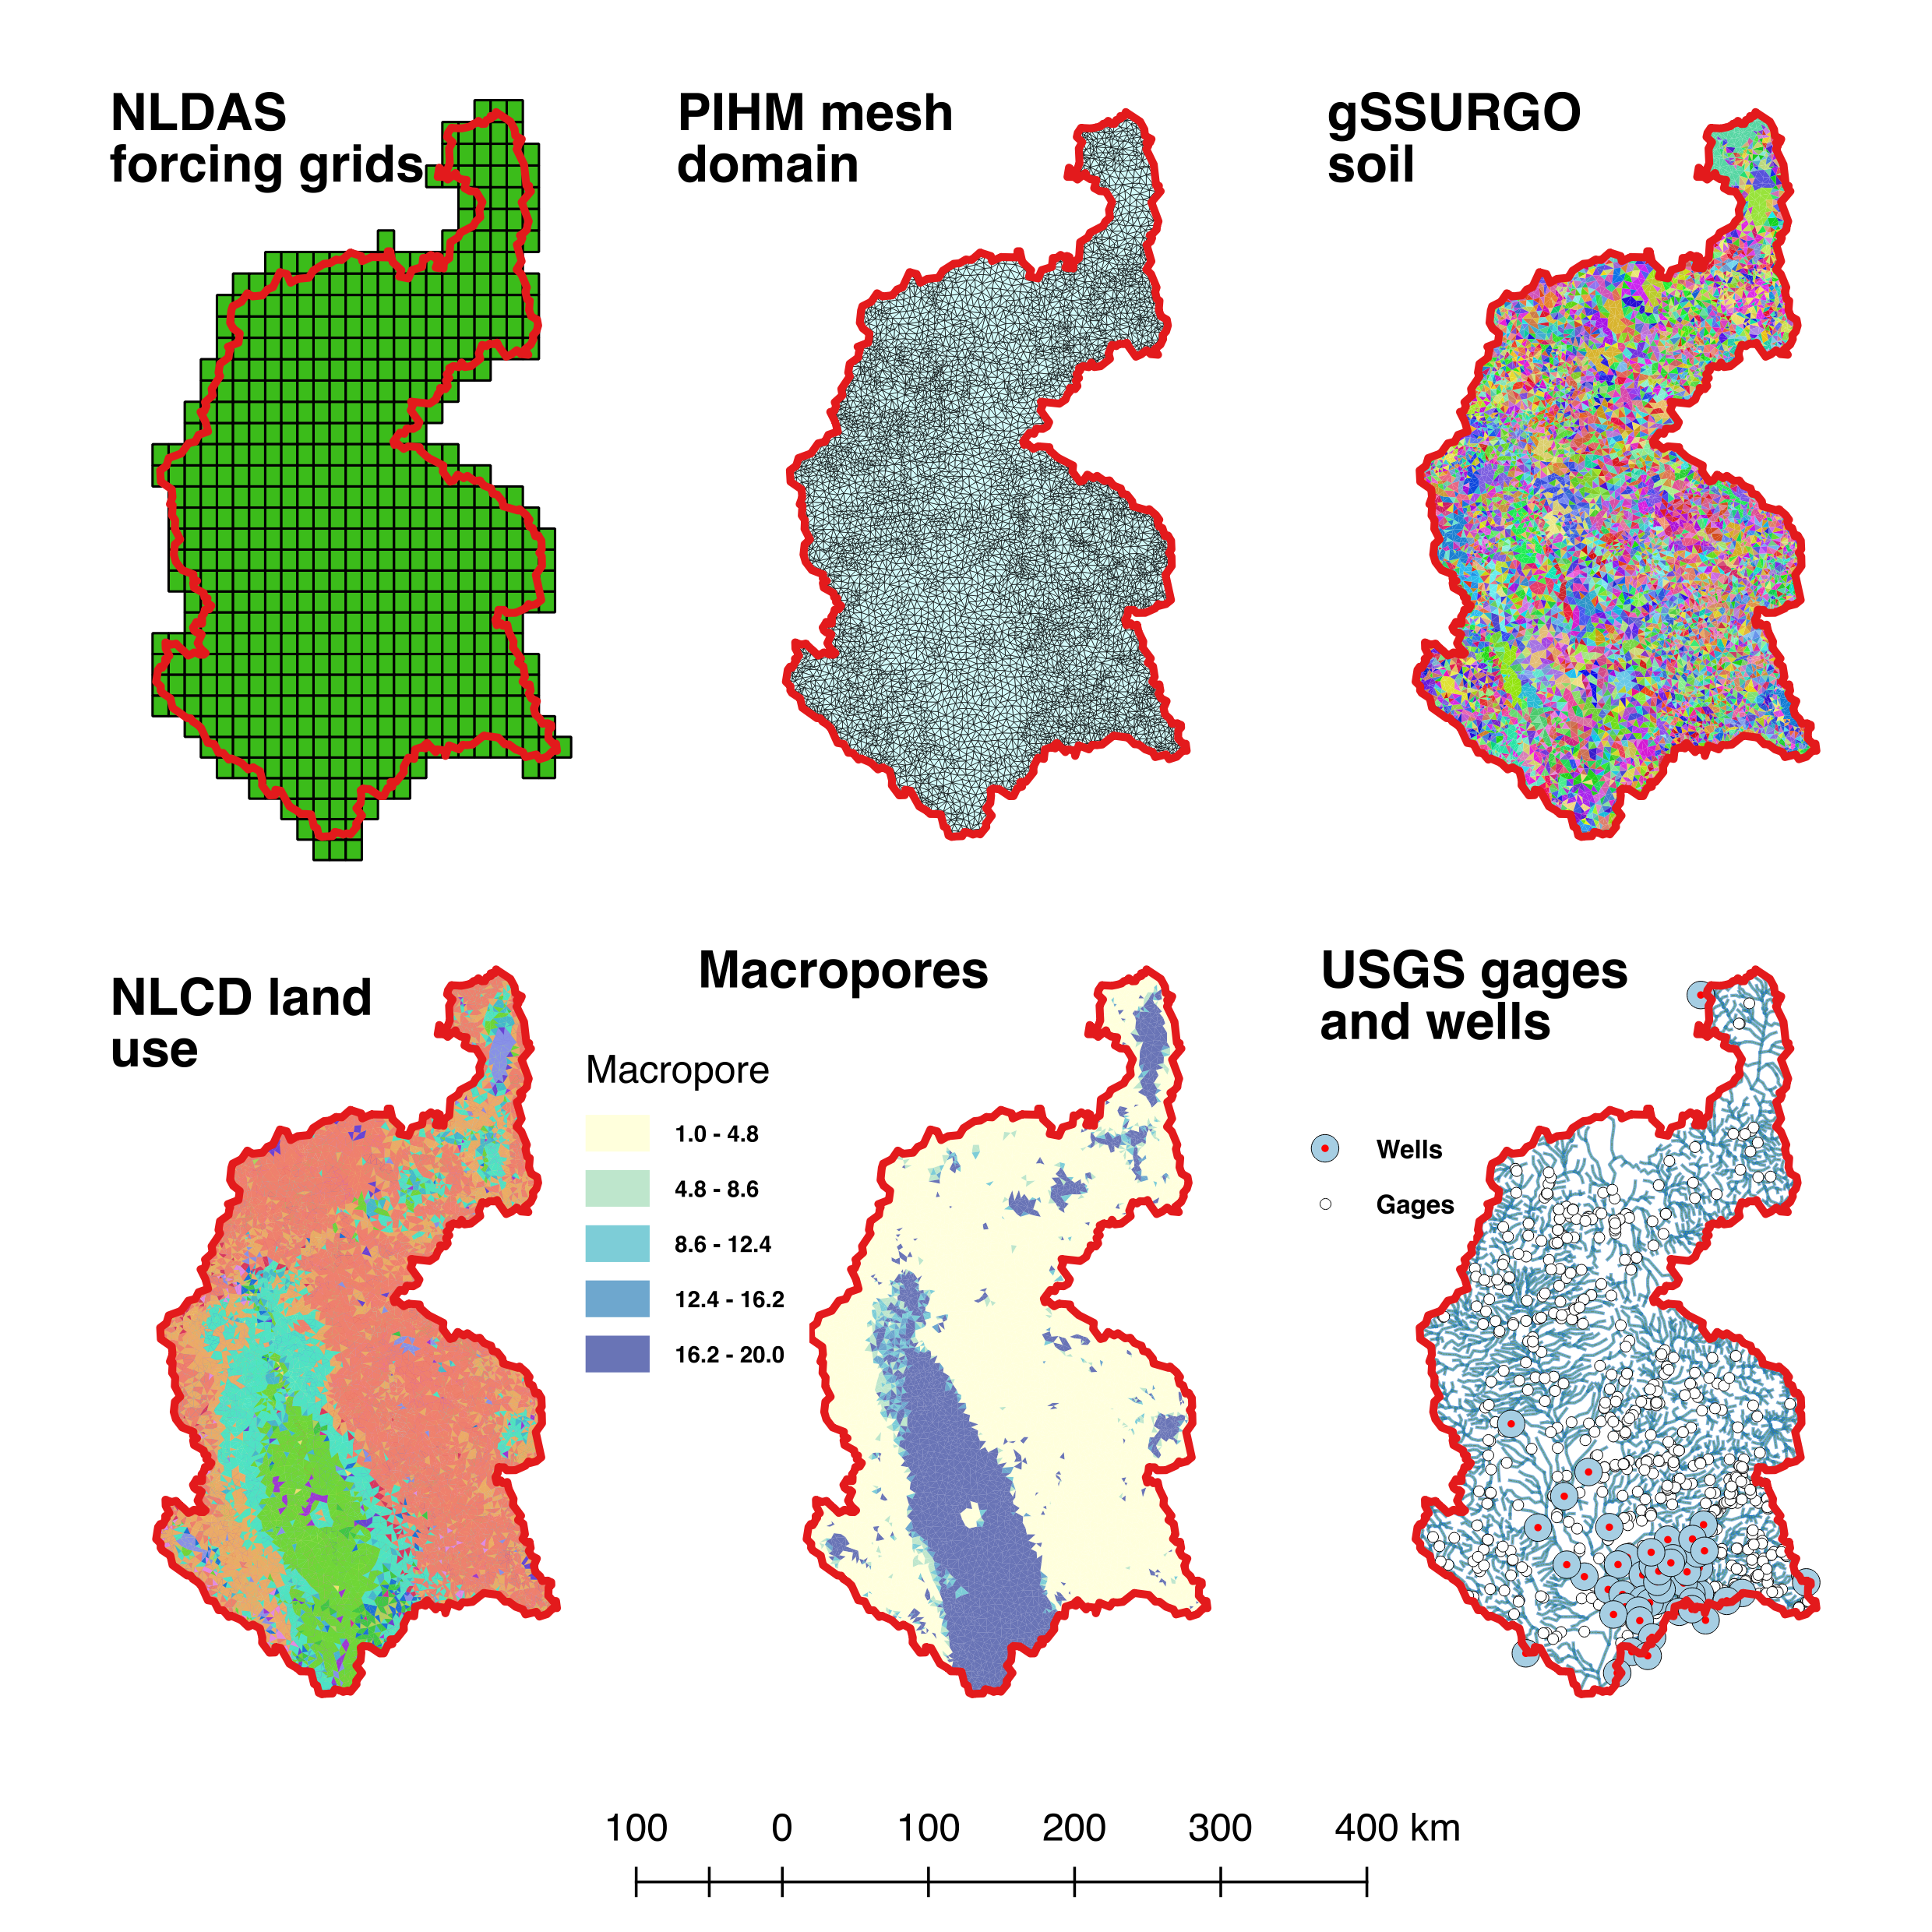 NLDAS
forcing grids
PIHM mesh
domain
gSSURGO
soil
NLCD land
use
Macropores
Macropore
1.0 - 4.8
4.8 - 8.6
8.6 - 12.4
12.4 - 16.2
16.2 - 20.0
USGS gages
and wells
Wells
Gages
100 0 100 200 300 400 km